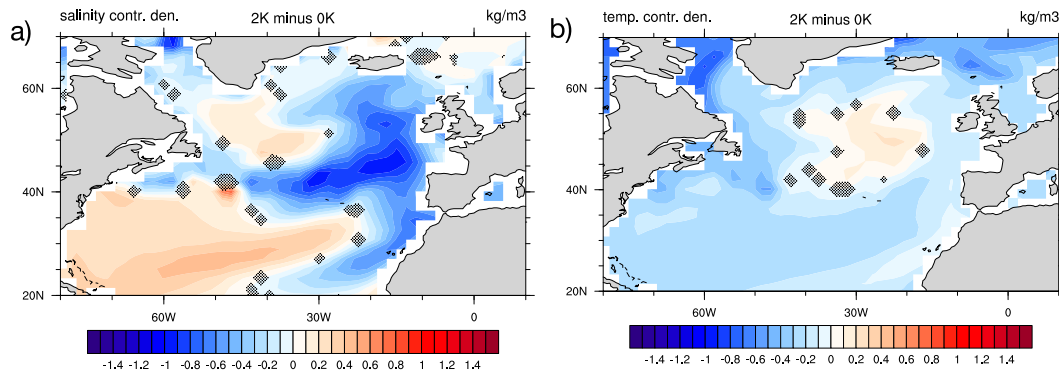 a)
salinity contr. den.
2K minus 0K
kg/m3
60N
40N
20N
60W
30W
0
-1.4 -1.2 -1 -0.8 -0.6 -0.4 -0.2 0 0.2 0.4 0.6 0.8 1 1.2 1.4
b)
temp. contr. den.
2K minus 0K
kg/m3
60N
40N
20N
60W
30W
0
-1.4 -1.2 -1 -0.8 -0.6 -0.4 -0.2 0 0.2 0.4 0.6 0.8 1 1.2 1.4